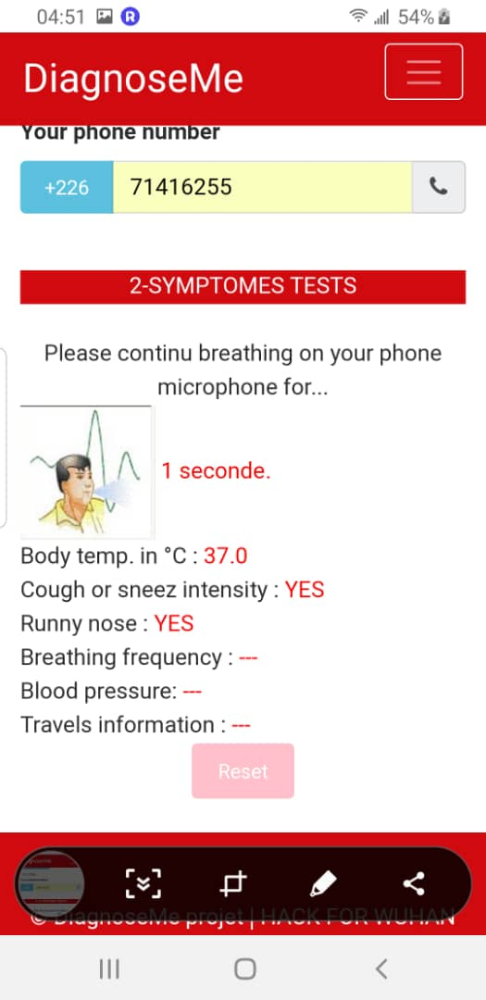 04:51 R 54%
DiagnoseMe
Your phone number
+226 71416255
2-SYMPTOMES TESTS
Please continu breathing on your phone
microphone for...
1 seconde.
Body temp. in °C : 37.0
Cough or sneez intensity : YES
Runny nose : YES
Breathing frequency : ---
Blood pressure: ---
Travels information : ---
Reset
© DiagnoseMe projet | HACK FOR WUHAN